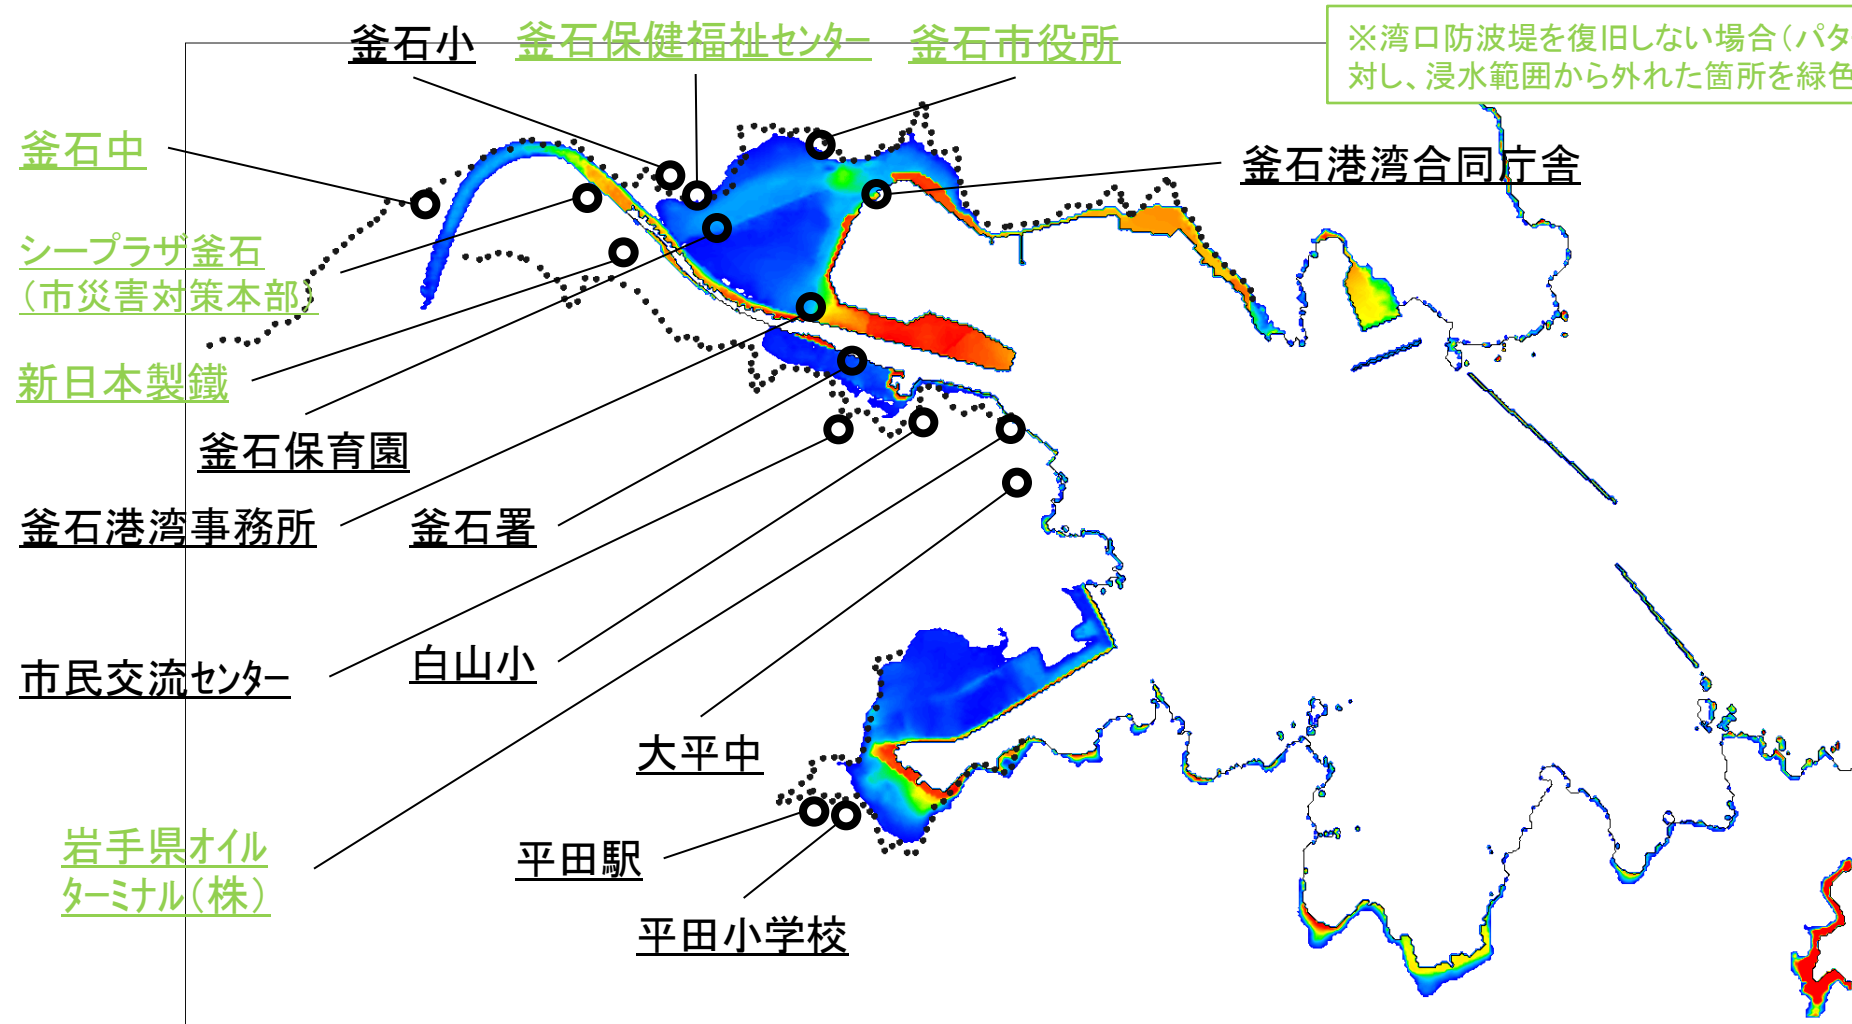 釜石小
釜石保健福祉センター
釜石市役所
※湾口防波堤を復旧しない場合（パタ
対し、浸水範囲から外れた箇所を緑色
釜石中
釜石港湾合同庁舎
シープラザ釜石
（市災害対策本部）
新日本製鐵
釜石保育園
釜石港湾事務所
釜石署
市民交流センター
白山小
大平中
岩手県オイル
ターミナル（株）
平田駅
平田小学校